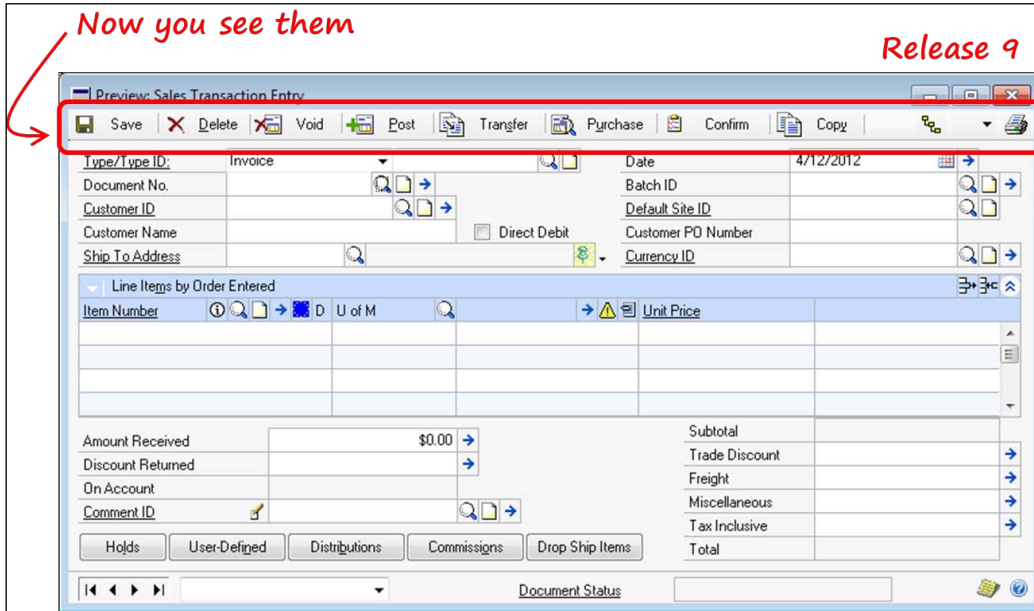 Now you see them
Release 9
Preview: Sales Transaction Entry
Save Delete Void Post Transfer Purchase Confirm Copy
Type/Type ID: Invoice Date 4/12/2012
Document No. Batch ID
Customer ID Default Site ID
Customer Name Direct Debit Customer PO Number
Ship To Address Currency ID
Line Items by Order Entered
Item Number D U of M Unit Price
Subtotal
Amount Received $0.00 Trade Discount
Discount Returned Freight
On Account Miscellaneous
Comment ID Tax Inclusive
Holds User-Defined Distributions Commissions Drop Ship Items Total
Document Status